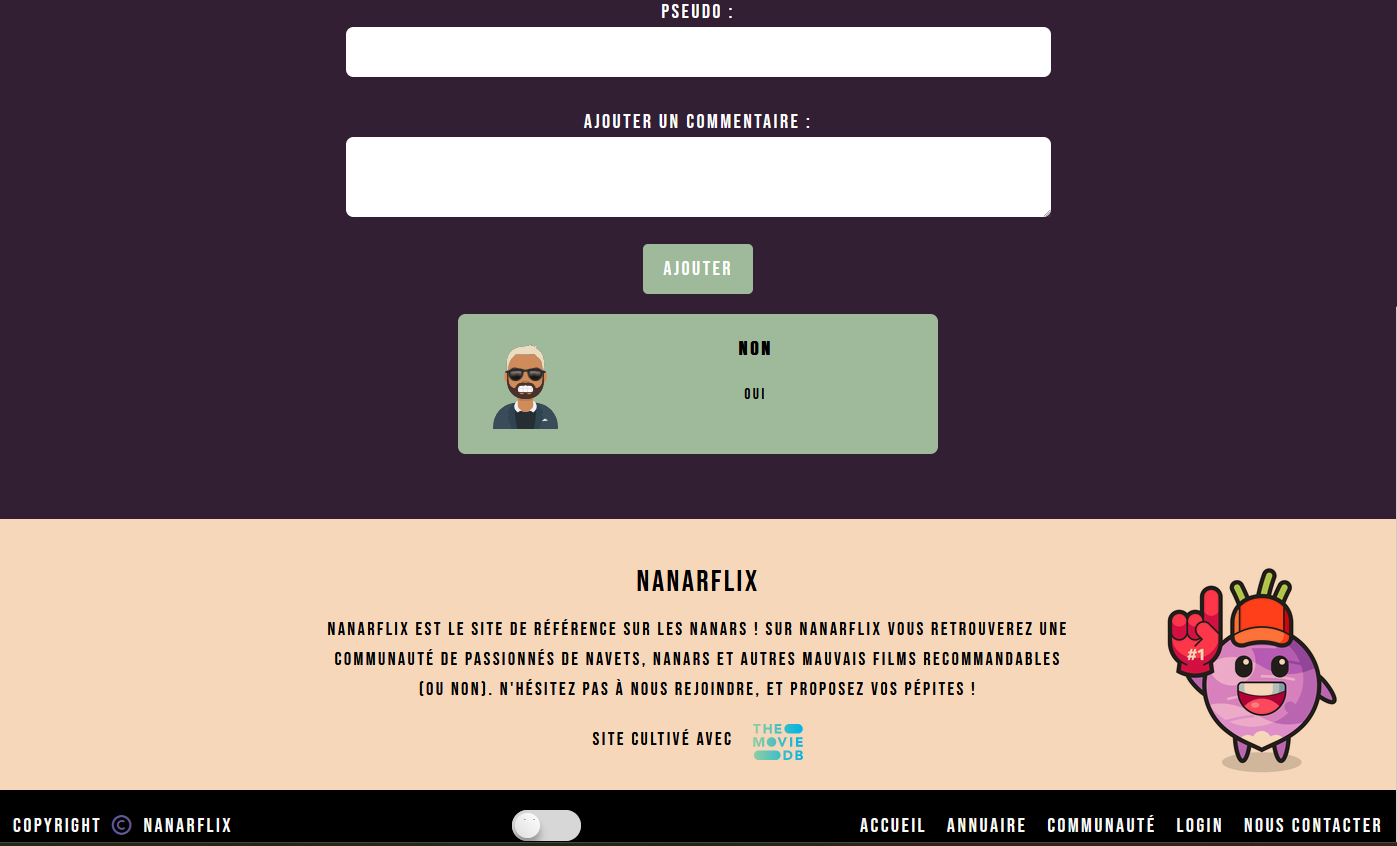 PSEUDO :
AJOUTER UN COMMENTAIRE :
AJOUTER
NON
OUI
NANARFLIX
NANARFLIX EST LE SITE DE RÉFÉRENCE SUR LES NANARS ! SUR NANARFLIX VOUS RETROUVEREZ UNE
COMMUNAUTÉ DE PASSIONNÉS DE NAVETS, NANARS ET AUTRES MAUVAIS FILMS RECOMMANDABLES
(OU NON). N'HÉSITEZ PAS À NOUS REJOINDRE, ET PROPOSEZ VOS PÉPITES !
#1
SITE CULTIVÉ AVEC
THE
MOVIE
DB
COPYRIGHT © NANARFLIX
ACCUEIL ANNUAIRE COMMUNAUTÉ LOGIN NOUS CONTACTER